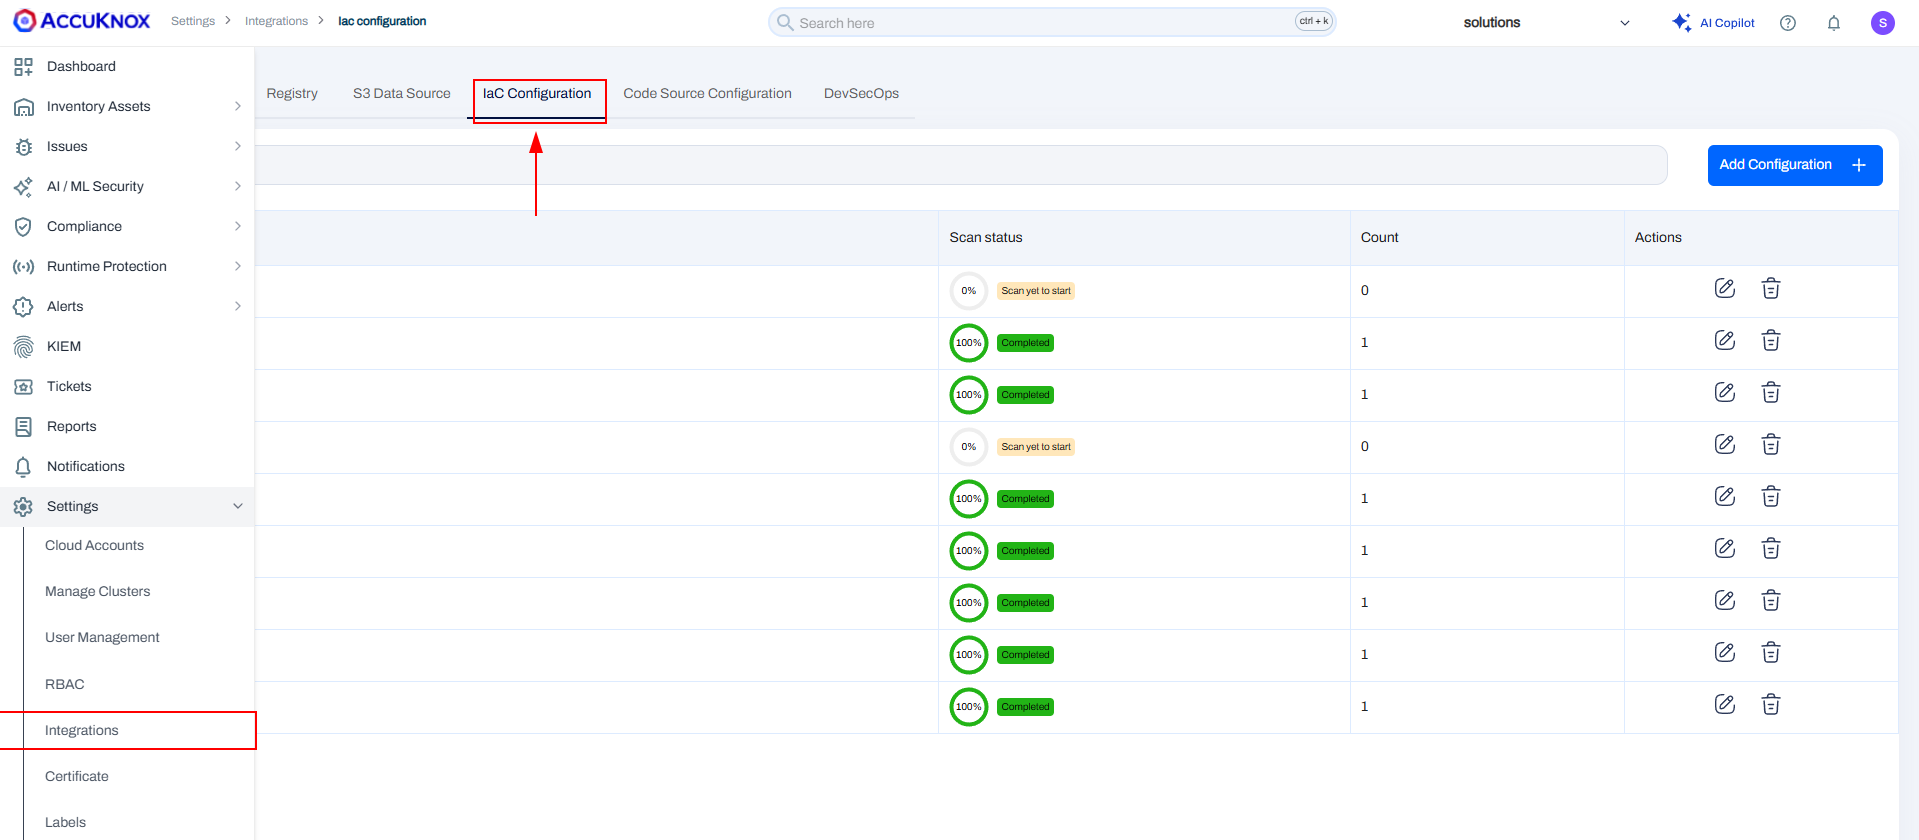 ACCUKNOX
Settings > Integrations > Iac configuration
Search here
ctrl + k
solutions
AI Copilot
S
Dashboard
Inventory Assets
Issues
AI / ML Security
Compliance
Runtime Protection
Alerts
KIEM
Tickets
Reports
Notifications
Settings
Cloud Accounts
Manage Clusters
User Management
RBAC
Integrations
Certificate
Labels
Registry S3 Data Source IaC Configuration Code Source Configuration DevSecOps
Add Configuration +
Scan status Count Actions
0% Scan yet to start 0
100% Completed 1
100% Completed 1
0% Scan yet to start 0
100% Completed 1
100% Completed 1
100% Completed 1
100% Completed 1
100% Completed 1